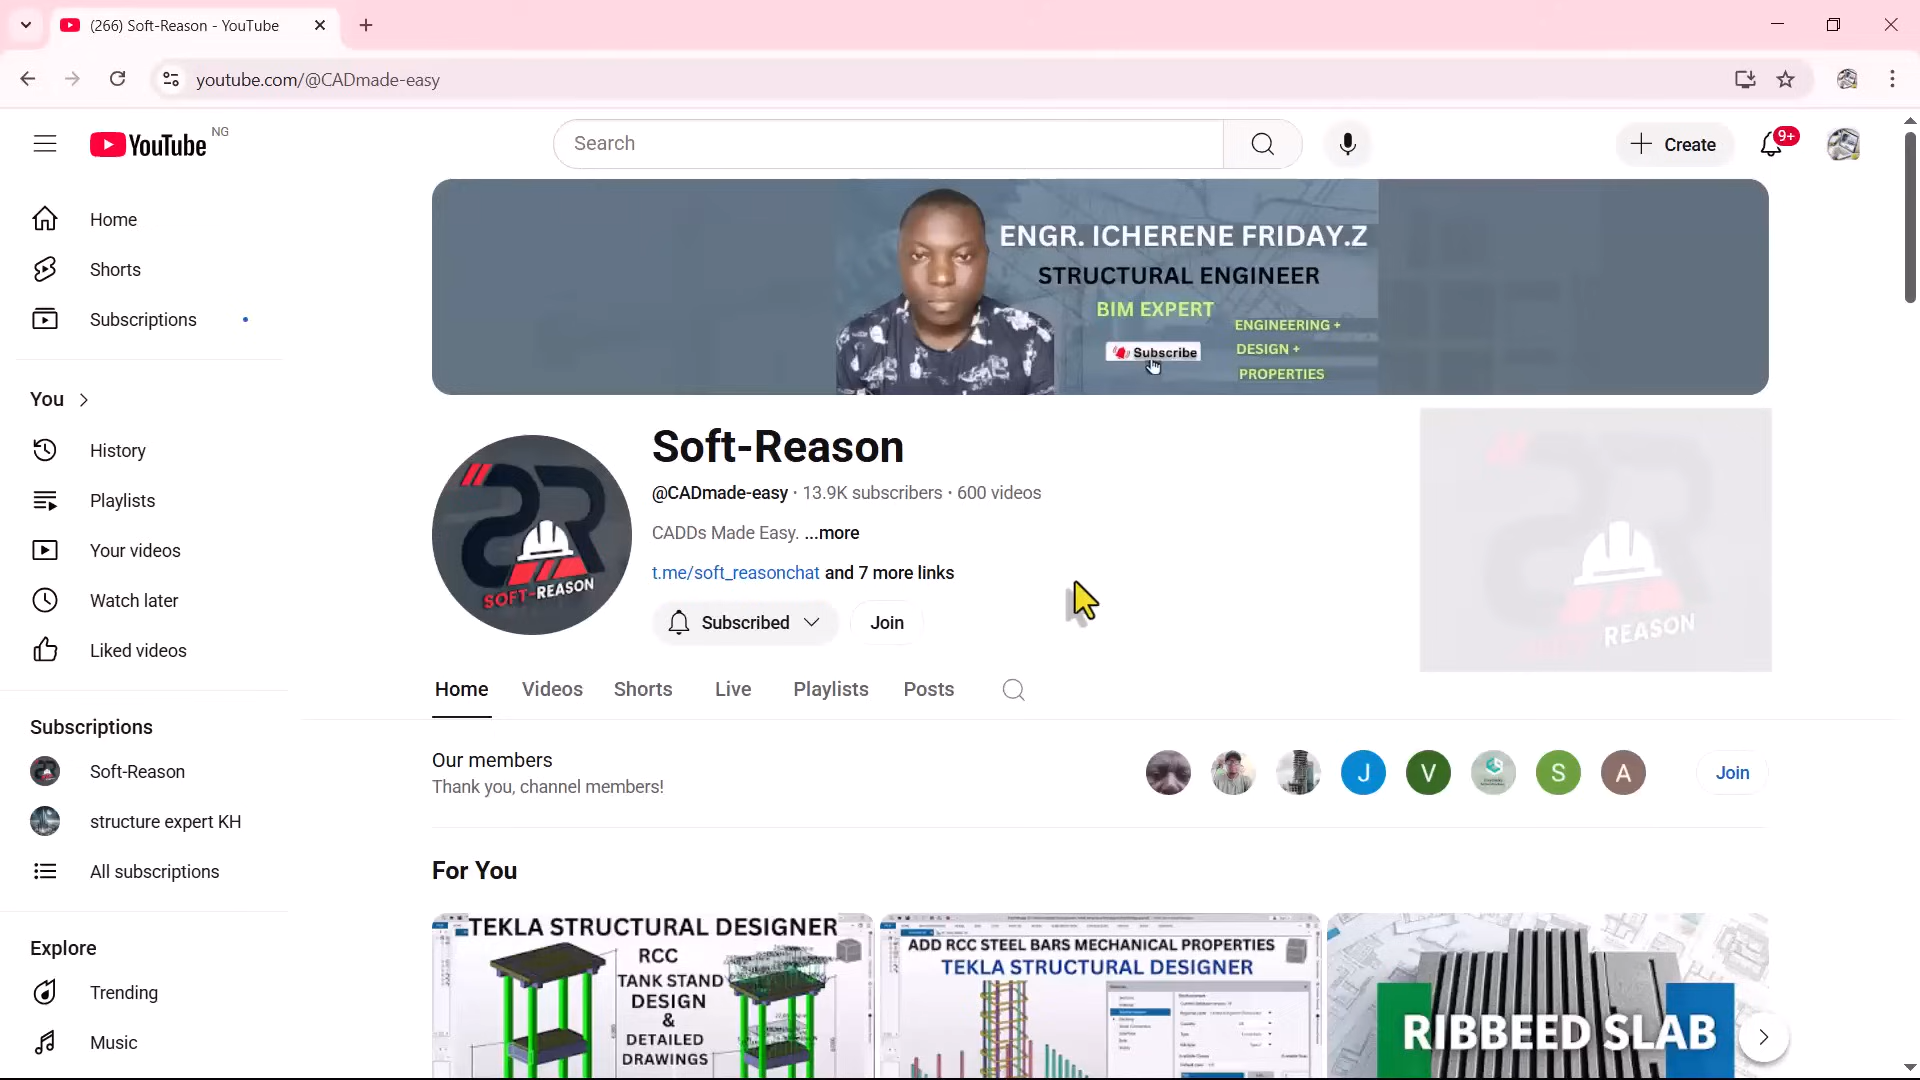 (266) Soft-Reason - YouTube
youtube.com/@CADmade-easy
YouTube
NG
Search
Create
9+
Home
Shorts
Subscriptions
You
History
Playlists
Your videos
Watch later
Liked videos
Subscriptions
Soft-Reason
structure expert KH
All subscriptions
Explore
Trending
Music
ENGR. ICHERENE FRIDAY.Z
STRUCTURAL ENGINEER
BIM EXPERT
Subscribe
ENGINEERING +
DESIGN +
PROPERTIES
SR
SOFT-REASON
Soft-Reason
@CADmade-easy · 13.9K subscribers · 600 videos
CADDs Made Easy. ...more
t.me/soft_reasonchat and 7 more links
Subscribed
Join
REASON
Home Videos Shorts Live Playlists Posts
Our members
Thank you, channel members!
J V S A
Join
For You
TEKLA STRUCTURAL DESIGNER
RCC
TANK STAND
DESIGN
&
DETAILED
DRAWINGS
ADD RCC STEEL BARS MECHANICAL PROPERTIES
TEKLA STRUCTURAL DESIGNER
RIBBEED SLAB